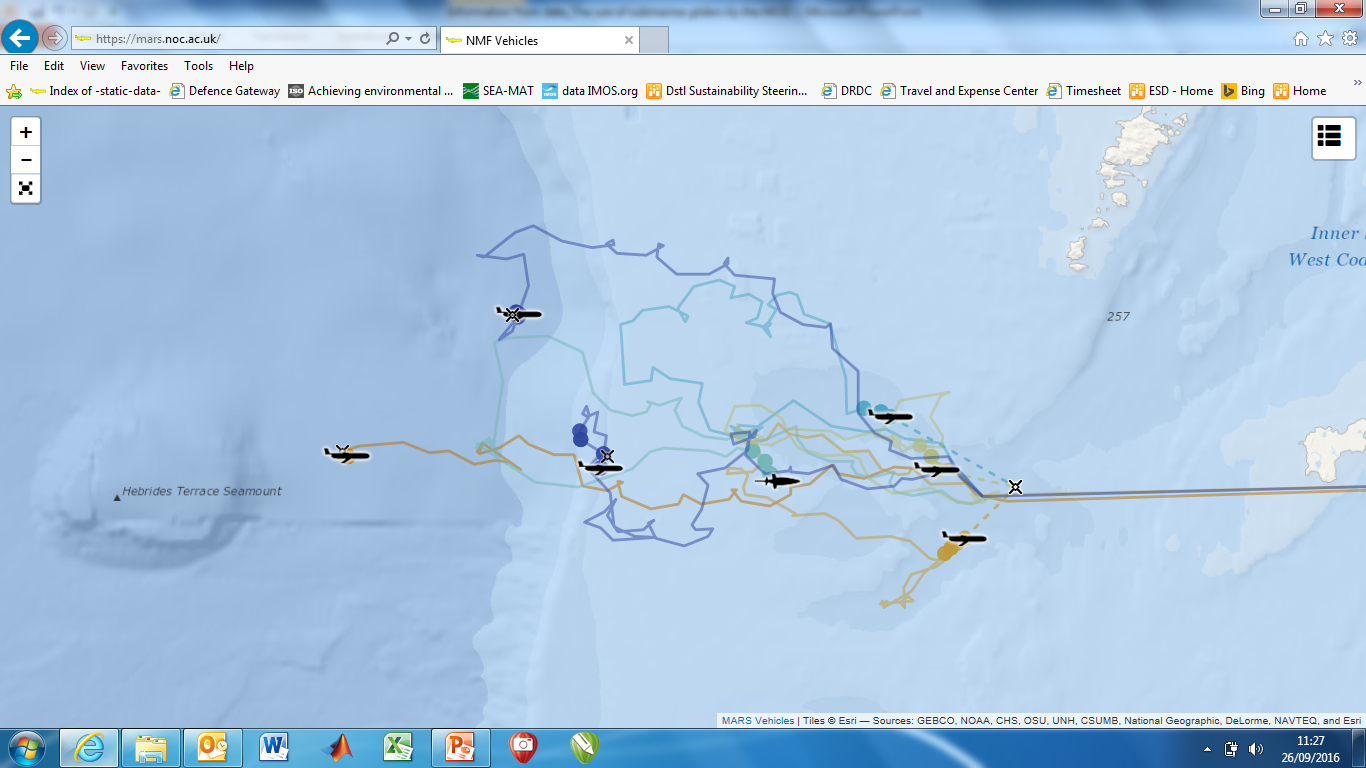 https://mars.noc.ac.uk/
NMF Vehicles
File Edit View Favorites Tools Help
Index of -static-data- Defence Gateway Achieving environmental ... SEA-MAT data IMOS.org Dstl Sustainability Steerin... DRDC Travel and Expense Center Timesheet ESD - Home Bing Home
Inner
West Coa
257
Hebrides Terrace Seamount
MARS Vehicles | Tiles © Esri — Sources: GEBCO, NOAA, CHS, OSU, UNH, CSUMB, National Geographic, DeLorme, NAVTEQ, and Esri
11:27
26/09/2016